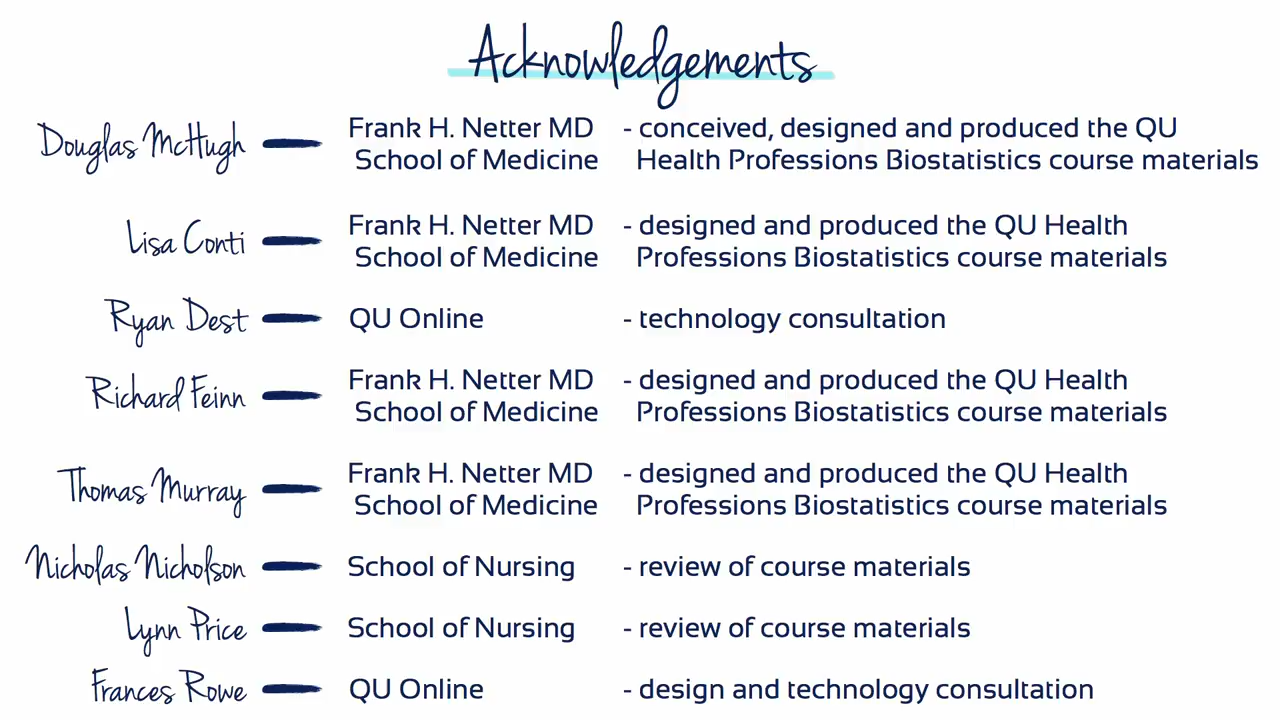 Acknowledgements
Douglas McHugh — Frank H. Netter MD - conceived, designed and produced the QU
School of Medicine Health Professions Biostatistics course materials
Lisa Conti — Frank H. Netter MD - designed and produced the QU Health
School of Medicine Professions Biostatistics course materials
Ryan Dest — QU Online - technology consultation
Richard Feinn — Frank H. Netter MD - designed and produced the QU Health
School of Medicine Professions Biostatistics course materials
Thomas Murray — Frank H. Netter MD - designed and produced the QU Health
School of Medicine Professions Biostatistics course materials
Nicholas Nicholson — School of Nursing - review of course materials
Lynn Price — School of Nursing - review of course materials
Frances Rowe — QU Online - design and technology consultation